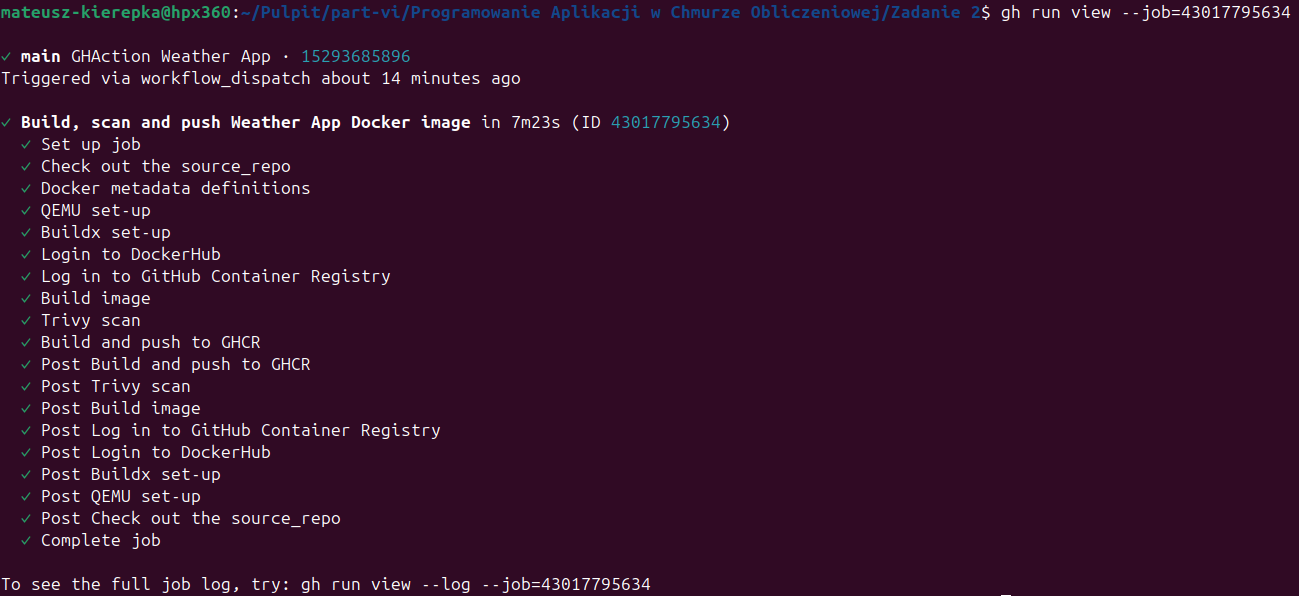 mateusz-kierepka@hpx360:~/Pulpit/part-vi/Programowanie Aplikacji w Chmurze Obliczeniowej/Zadanie 2$ gh run view --job=43017795634
✓ main GHAction Weather App · 15293685896
Triggered via workflow_dispatch about 14 minutes ago
✓ Build, scan and push Weather App Docker image in 7m23s (ID 43017795634)
✓ Set up job
✓ Check out the source_repo
✓ Docker metadata definitions
✓ QEMU set-up
✓ Buildx set-up
✓ Login to DockerHub
✓ Log in to GitHub Container Registry
✓ Build image
✓ Trivy scan
✓ Build and push to GHCR
✓ Post Build and push to GHCR
✓ Post Trivy scan
✓ Post Build image
✓ Post Log in to GitHub Container Registry
✓ Post Login to DockerHub
✓ Post Buildx set-up
✓ Post QEMU set-up
✓ Post Check out the source_repo
✓ Complete job
To see the full job log, try: gh run view --log --job=43017795634